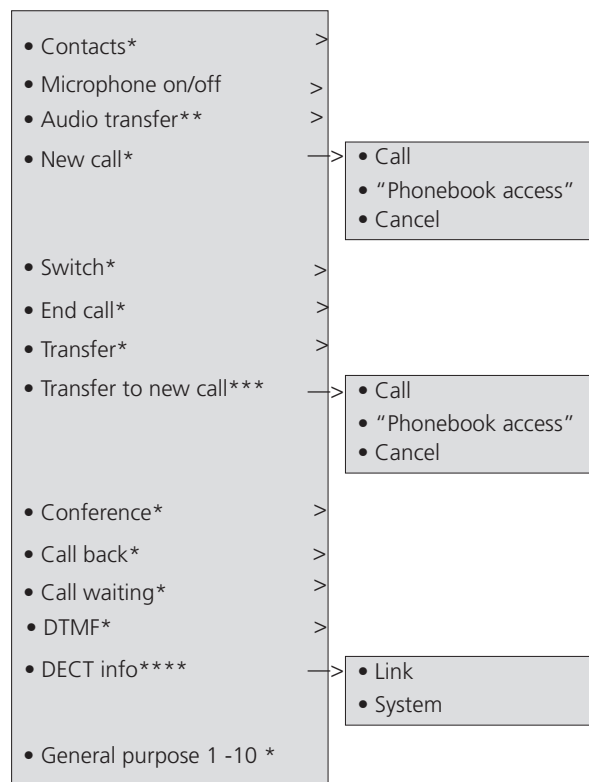 • Contacts* >
• Microphone on/off >
• Audio transfer** >
• New call* —>
• Call
• “Phonebook access”
• Cancel
• Switch* >
• End call* >
• Transfer* >
• Transfer to new call*** —>
• Call
• “Phonebook access”
• Cancel
• Conference* >
• Call back* >
• Call waiting* >
• DTMF* >
• DECT info**** —>
• Link
• System
• General purpose 1 -10 *